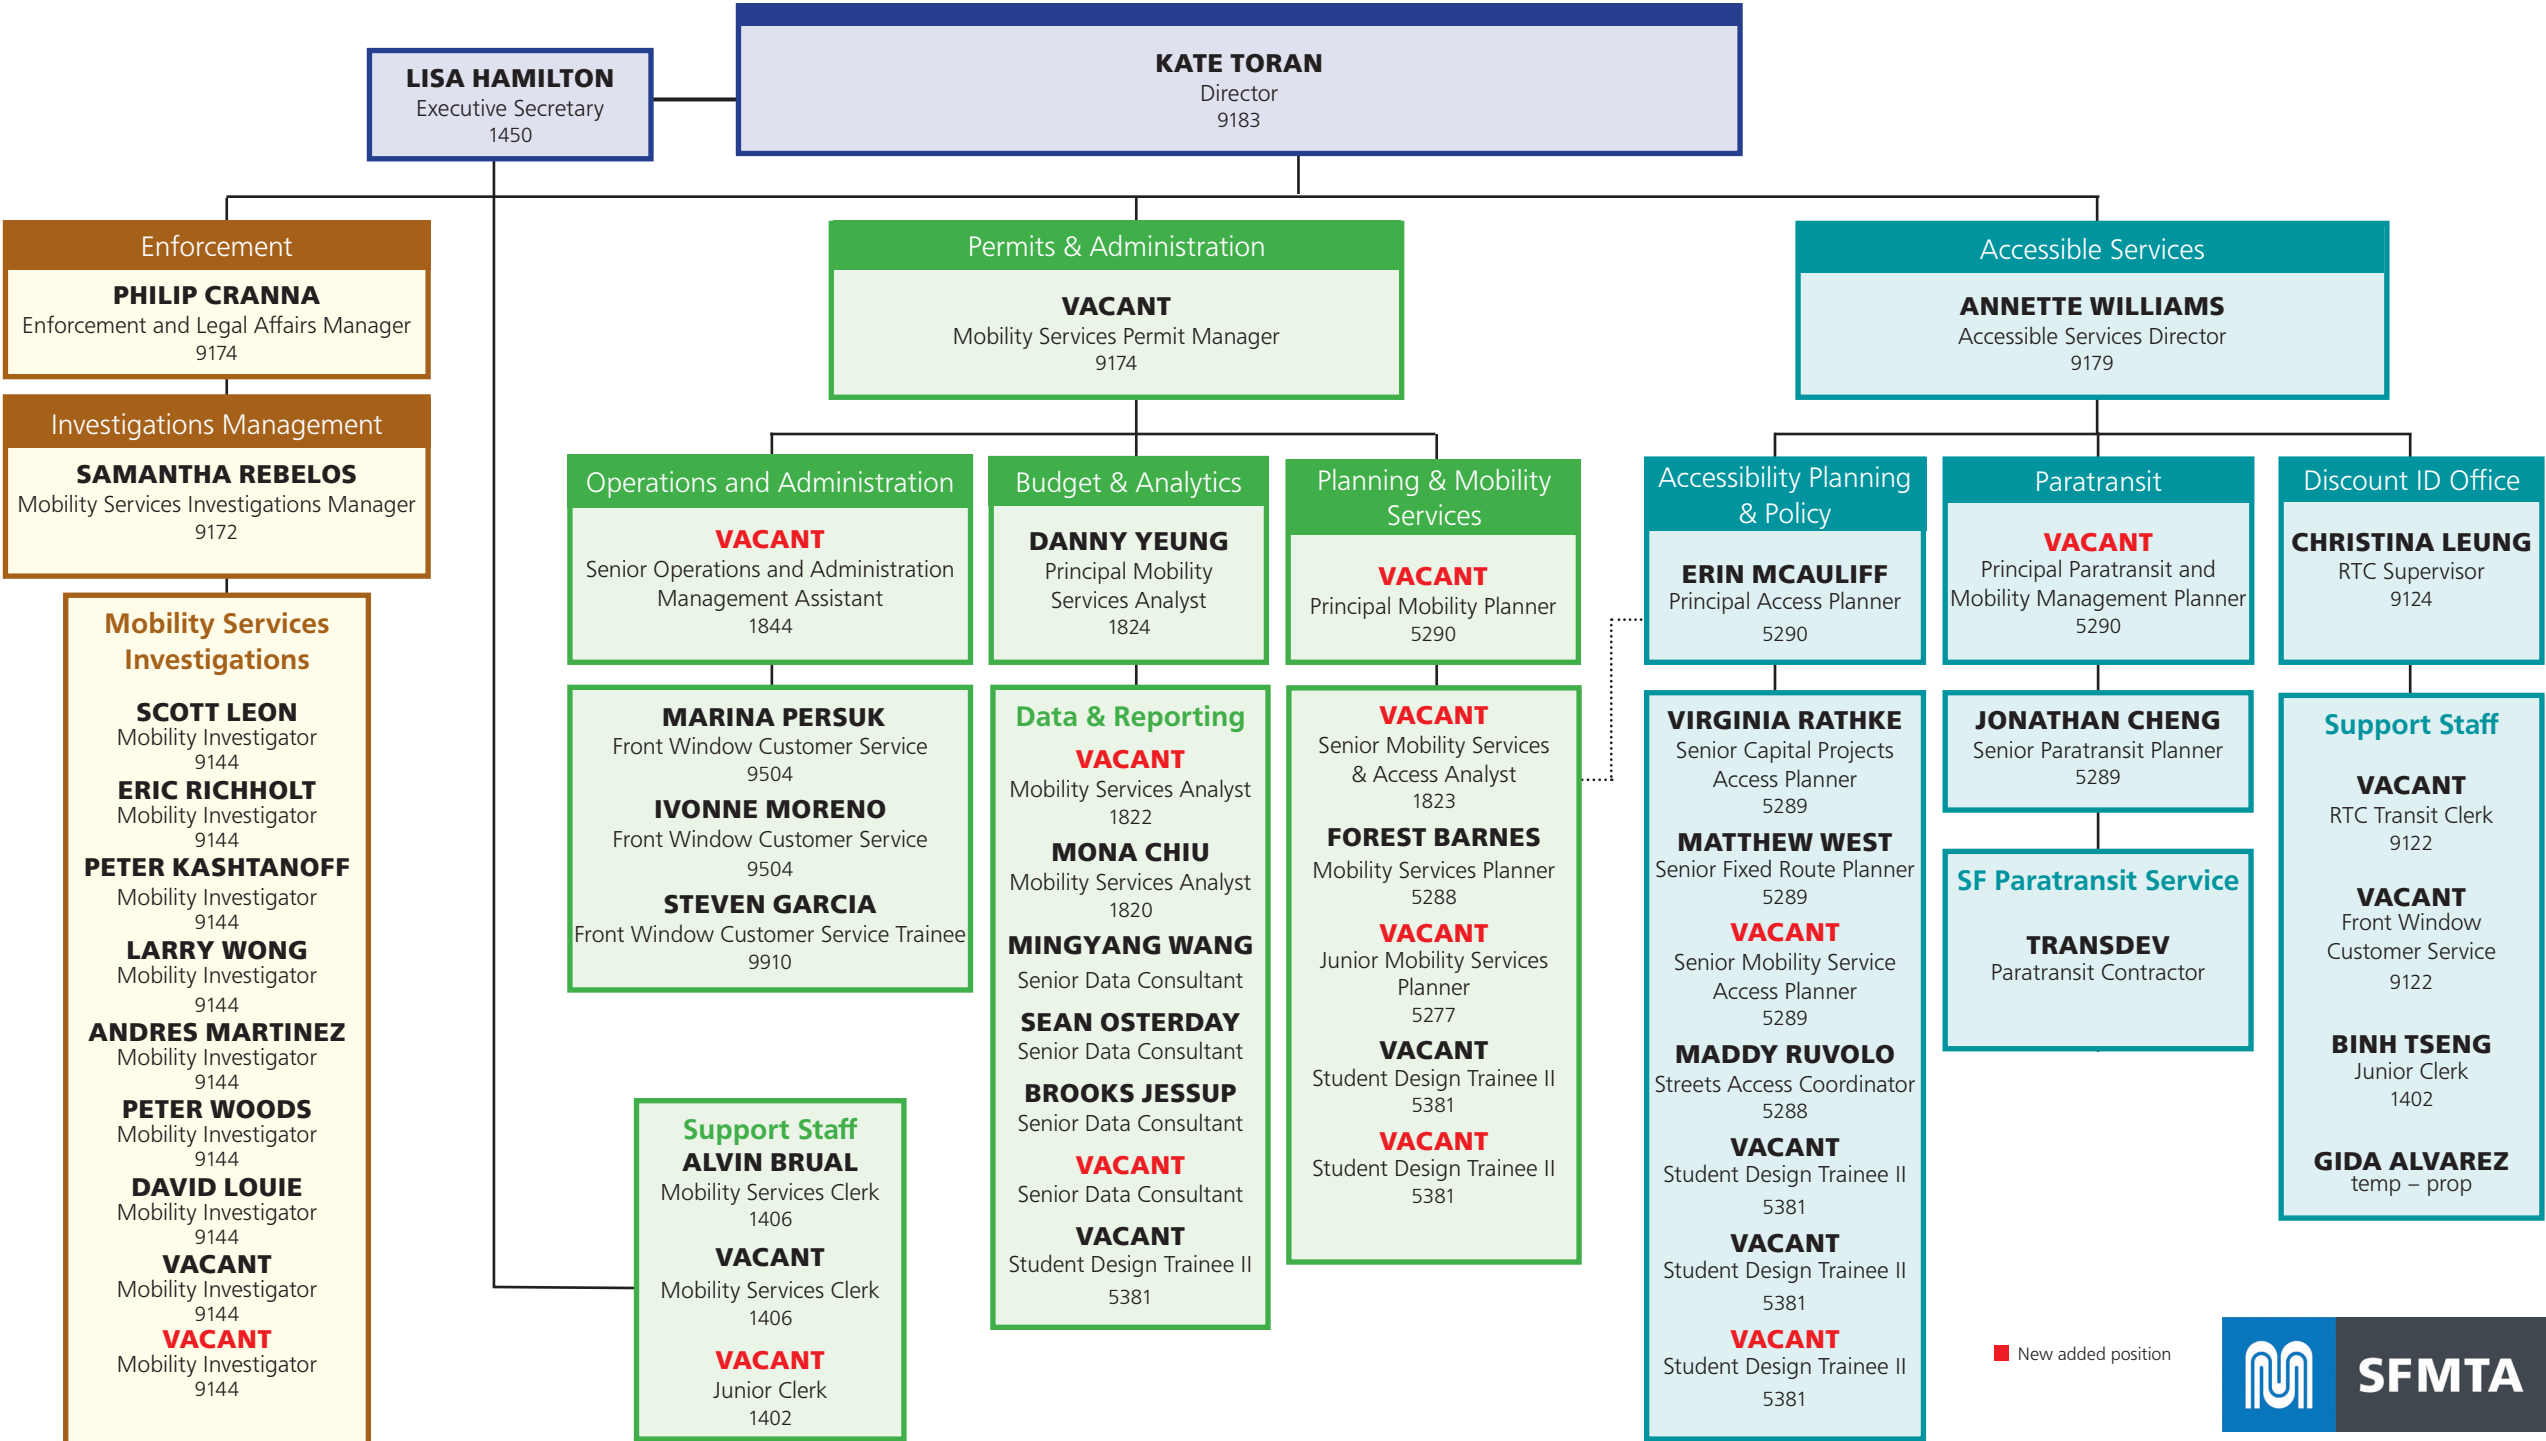 LISA HAMILTON
Executive Secretary
1450
KATE TORAN
Director
9183
Enforcement
PHILIP CRANNA
Enforcement and Legal Affairs Manager
9174
Investigations Management
SAMANTHA REBELOS
Mobility Services Investigations Manager
9172
Mobility Services
Investigations
SCOTT LEON
Mobility Investigator
9144
ERIC RICHHOLT
Mobility Investigator
9144
PETER KASHTANOFF
Mobility Investigator
9144
LARRY WONG
Mobility Investigator
9144
ANDRES MARTINEZ
Mobility Investigator
9144
PETER WOODS
Mobility Investigator
9144
DAVID LOUIE
Mobility Investigator
9144
VACANT
Mobility Investigator
9144
VACANT
Mobility Investigator
9144
Permits & Administration
VACANT
Mobility Services Permit Manager
9174
Operations and Administration
VACANT
Senior Operations and Administration
Management Assistant
1844
MARINA PERSUK
Front Window Customer Service
9504
IVONNE MORENO
Front Window Customer Service
9504
STEVEN GARCIA
Front Window Customer Service Trainee
9910
Support Staff
ALVIN BRUAL
Mobility Services Clerk
1406
VACANT
Mobility Services Clerk
1406
VACANT
Junior Clerk
1402
Budget & Analytics
DANNY YEUNG
Principal Mobility
Services Analyst
1824
Data & Reporting
VACANT
Mobility Services Analyst
1822
MONA CHIU
Mobility Services Analyst
1820
MINGYANG WANG
Senior Data Consultant
SEAN OSTERDAY
Senior Data Consultant
BROOKS JESSUP
Senior Data Consultant
VACANT
Senior Data Consultant
VACANT
Student Design Trainee II
5381
Planning & Mobility
Services
VACANT
Principal Mobility Planner
5290
VACANT
Senior Mobility Services
& Access Analyst
1823
FOREST BARNES
Mobility Services Planner
5288
VACANT
Junior Mobility Services
Planner
5277
VACANT
Student Design Trainee II
5381
VACANT
Student Design Trainee II
5381
Accessible Services
ANNETTE WILLIAMS
Accessible Services Director
9179
Accessibility Planning
& Policy
ERIN MCAULIFF
Principal Access Planner
5290
VIRGINIA RATHKE
Senior Capital Projects
Access Planner
5289
MATTHEW WEST
Senior Fixed Route Planner
5289
VACANT
Senior Mobility Service
Access Planner
5289
MADDY RUVOLO
Streets Access Coordinator
5288
VACANT
Student Design Trainee II
5381
VACANT
Student Design Trainee II
5381
VACANT
Student Design Trainee II
5381
Paratransit
VACANT
Principal Paratransit and
Mobility Management Planner
5290
JONATHAN CHENG
Senior Paratransit Planner
5289
SF Paratransit Service
TRANSDEV
Paratransit Contractor
Discount ID Office
CHRISTINA LEUNG
RTC Supervisor
9124
Support Staff
VACANT
RTC Transit Clerk
9122
VACANT
Front Window
Customer Service
9122
BINH TSENG
Junior Clerk
1402
GIDA ALVAREZ
temp – prop
New added position
SFMTA